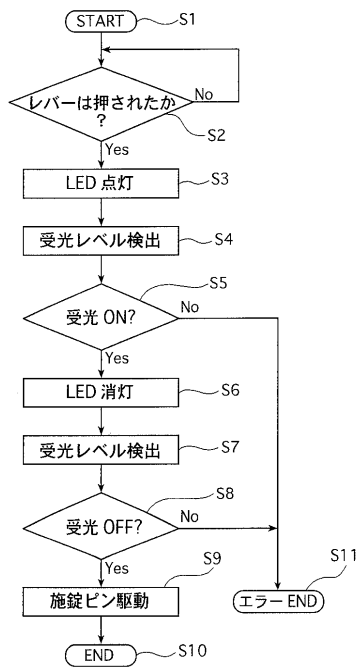 START
S1
レバーは押されたか
?
No
S2
Yes
LED 点灯
S3
受光レベル検出
S4
S5
受光 ON?
No
Yes
LED 消灯
S6
受光レベル検出
S7
S8
受光 OFF?
No
Yes
S9
施錠ピン駆動
S11
エラー END
END
S10